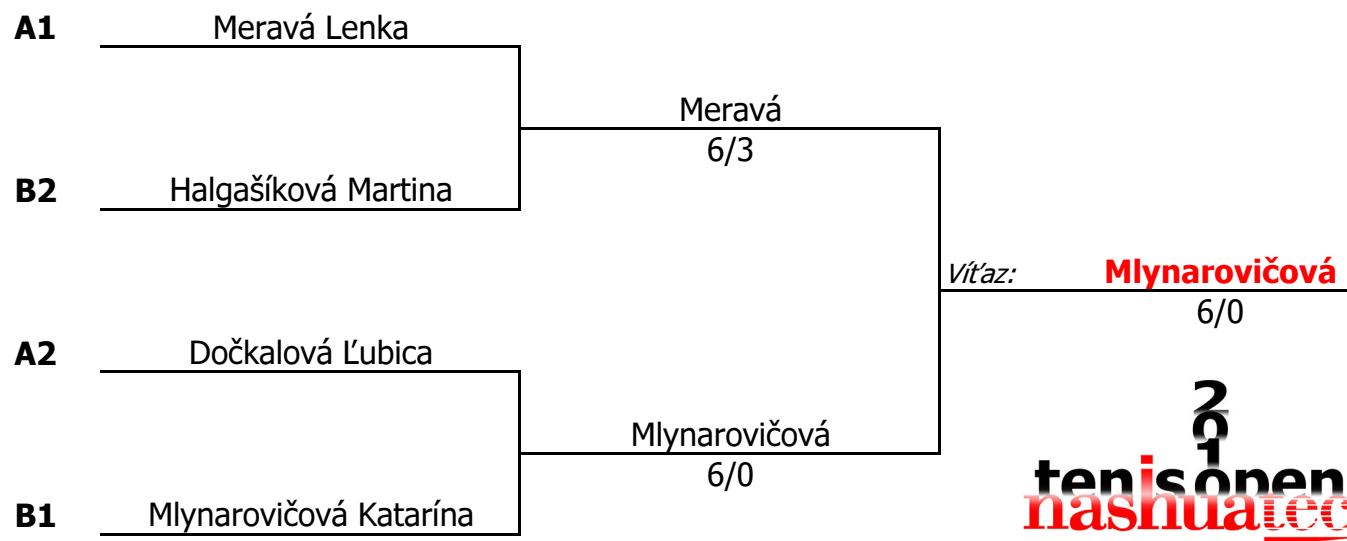 A1 Meravá Lenka
Meravá
6/3
B2 Halgašíková Martina
Víťaz: Mlynarovičová
6/0
A2 Dočkalová Ľubica
Mlynarovičová
6/0
B1 Mlynarovičová Katarína
2
0
1
tenisopen
nashuatec